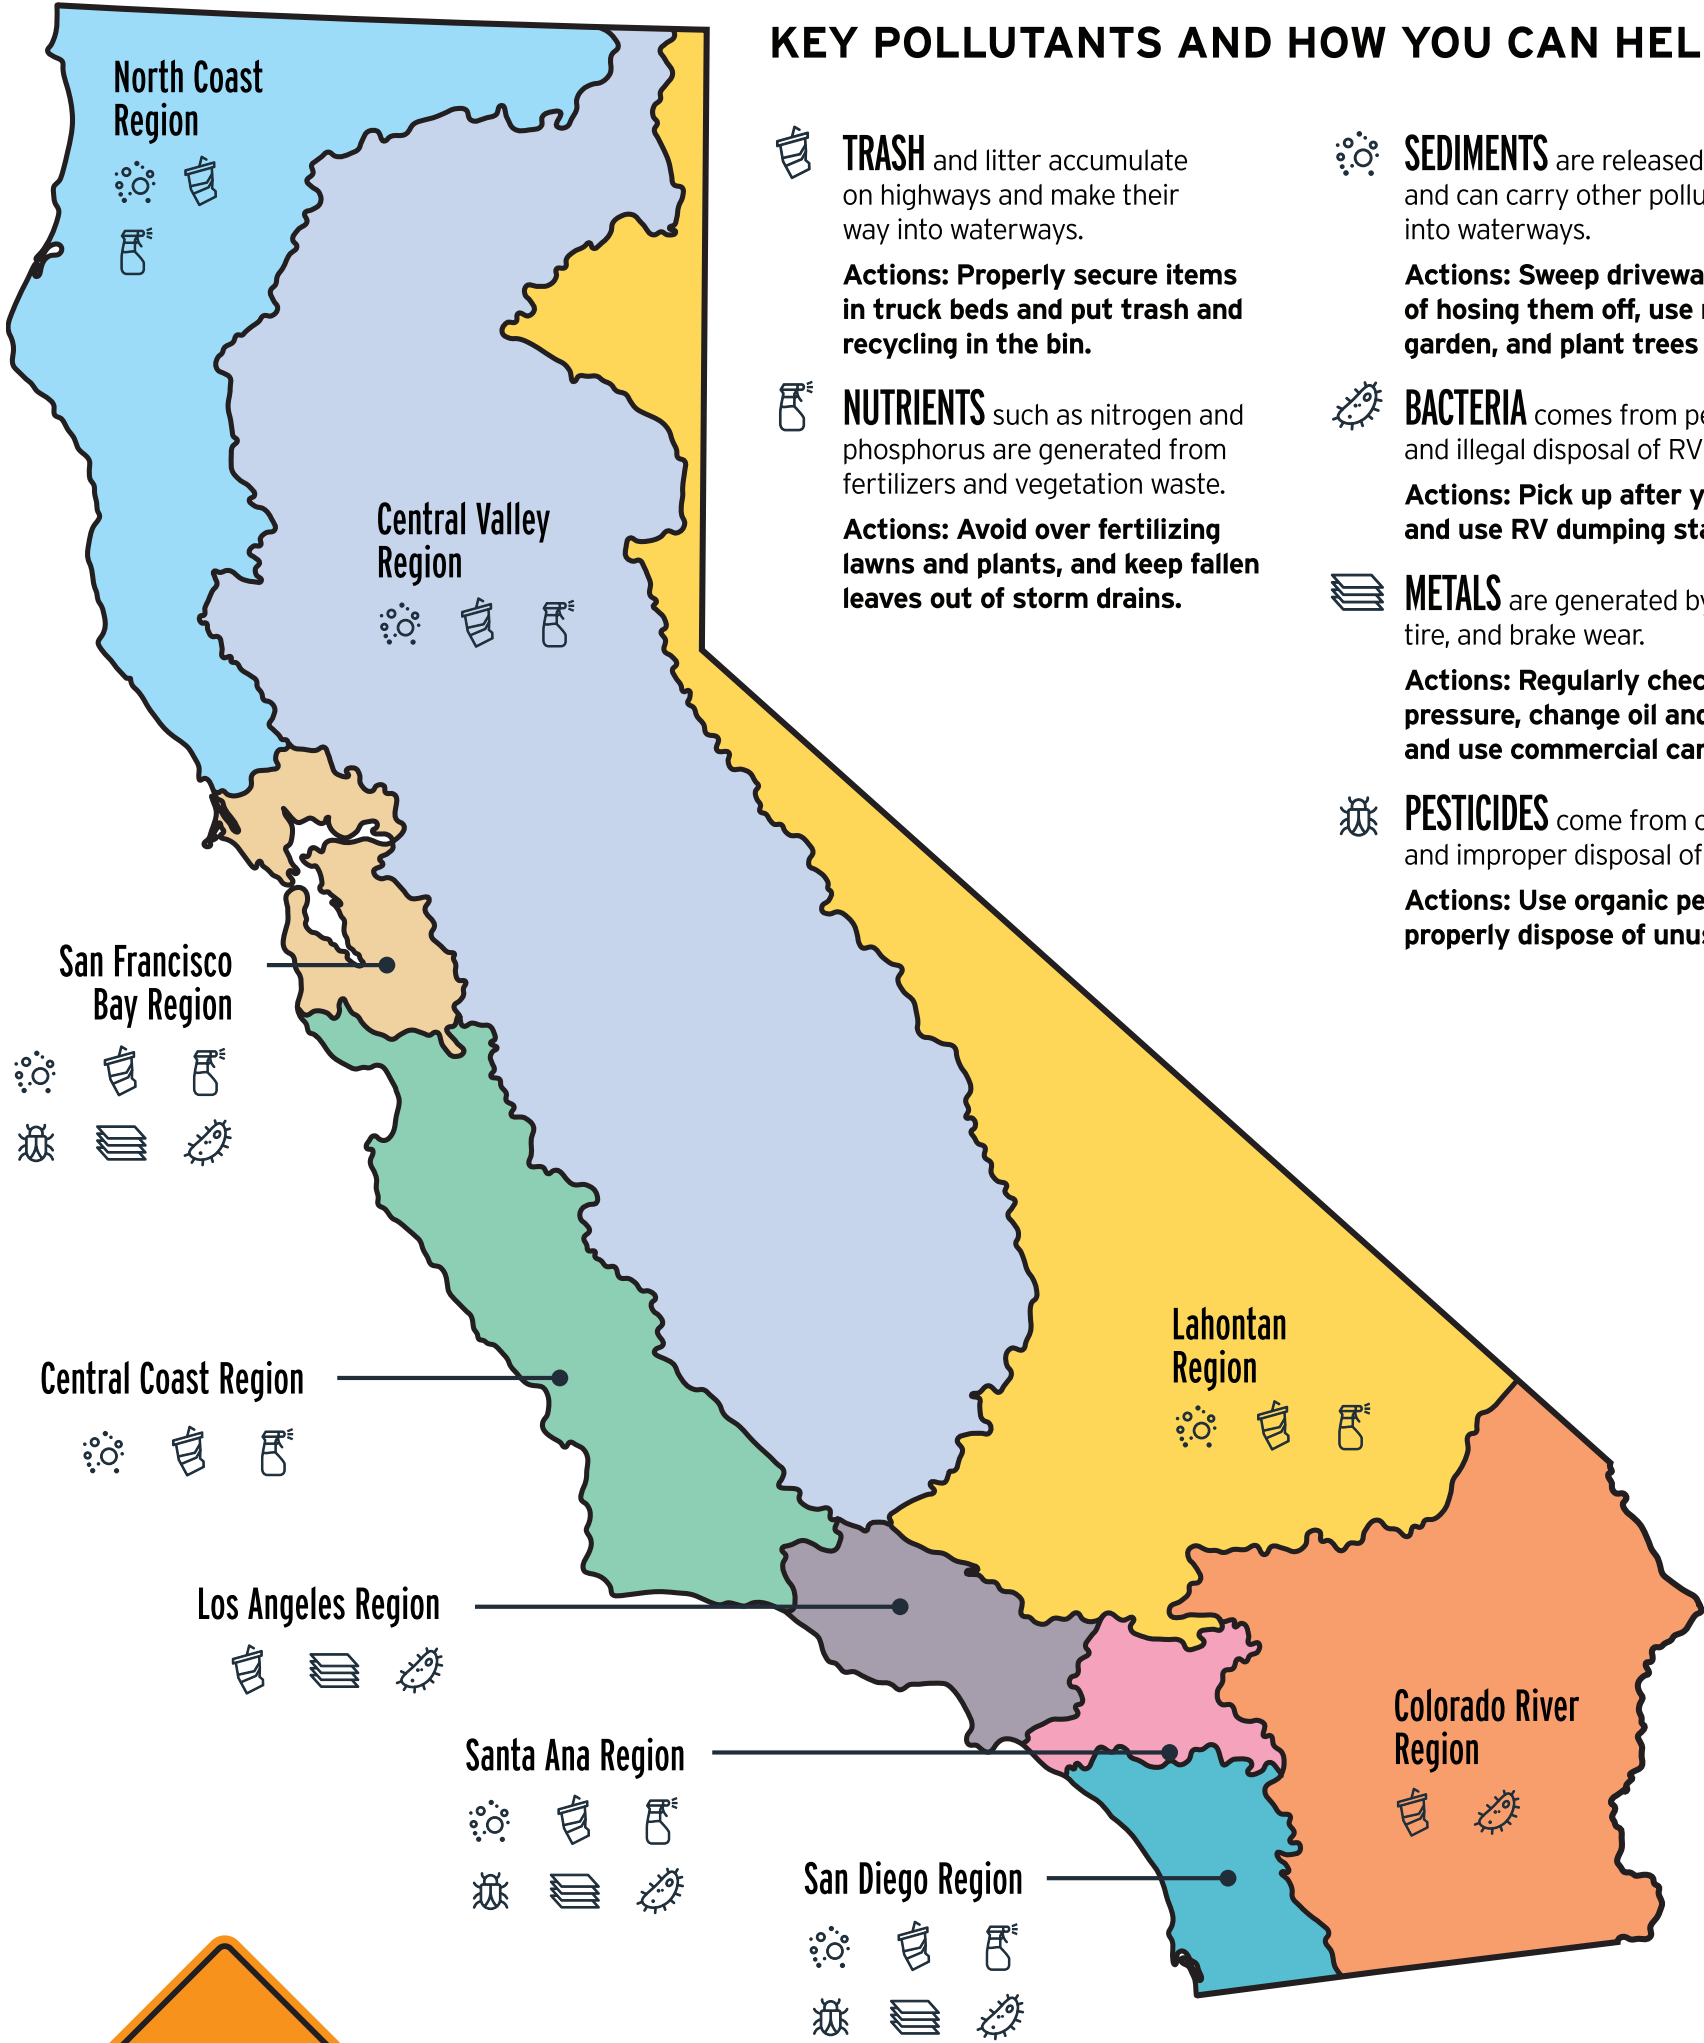 KEY POLLUTANTS AND HOW YOU CAN HEL
North Coast
Region
TRASH and litter accumulate
on highways and make their
way into waterways.
Actions: Properly secure items
in truck beds and put trash and
recycling in the bin.
NUTRIENTS such as nitrogen and
phosphorus are generated from
fertilizers and vegetation waste.
Actions: Avoid over fertilizing
lawns and plants, and keep fallen
leaves out of storm drains.
SEDIMENTS are released
and can carry other pollu
into waterways.
Actions: Sweep drivewa
of hosing them off, use
garden, and plant trees
BACTERIA comes from pe
and illegal disposal of RV
Actions: Pick up after y
and use RV dumping sta
METALS are generated by
tire, and brake wear.
Actions: Regularly chec
pressure, change oil and
and use commercial car
PESTICIDES come from
and improper disposal of
Actions: Use organic pe
properly dispose of unus
Central Valley
Region
San Francisco
Bay Region
Central Coast Region
Lahontan
Region
Los Angeles Region
Santa Ana Region
Colorado River
Region
San Diego Region